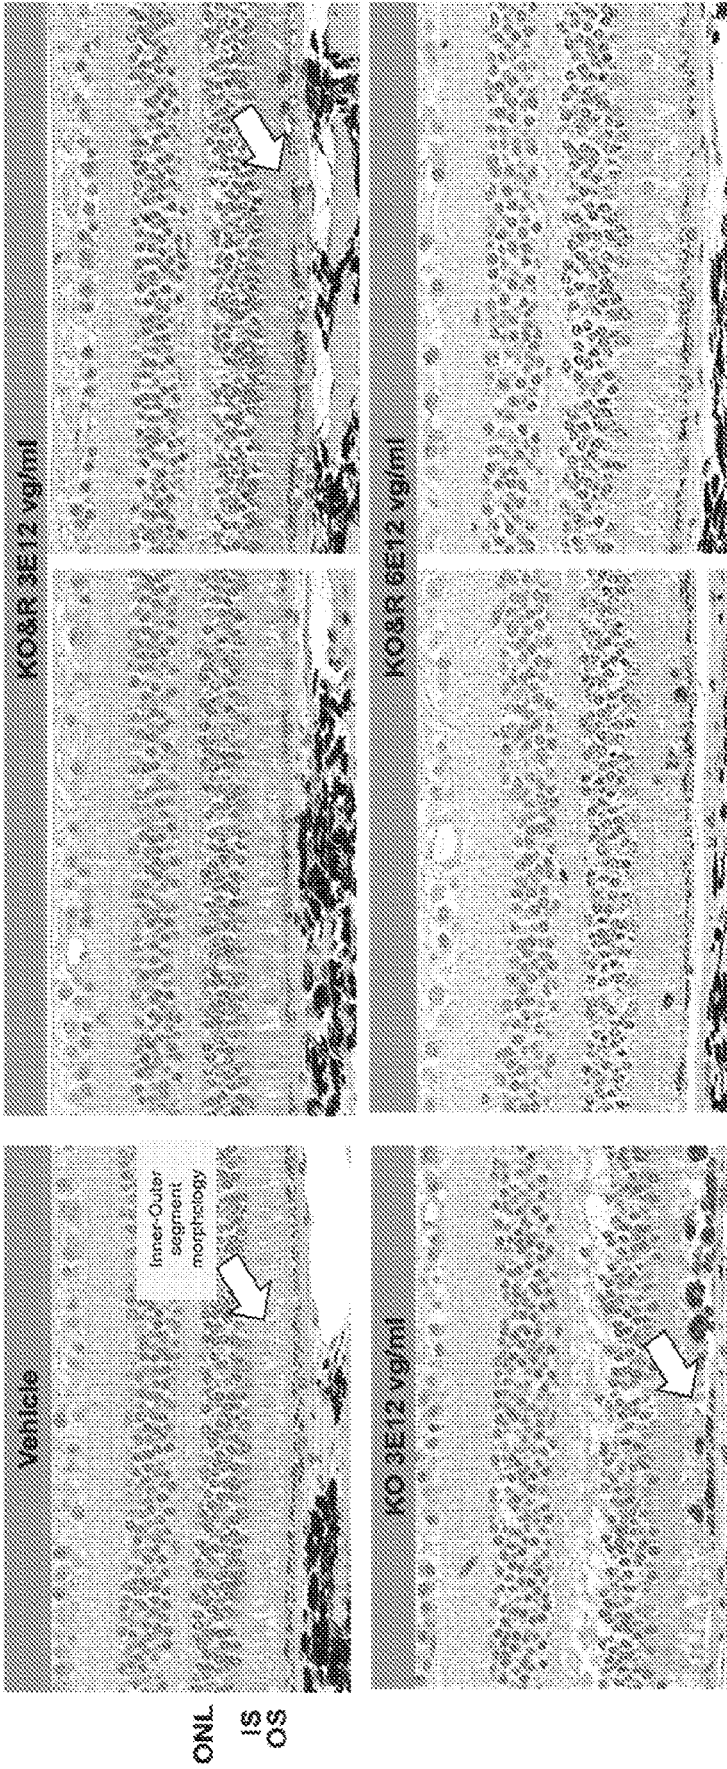 Vehicle
KO&R 3E12 vg/ml
Inner-Outer
segment
morphology
ONL
IS
OS
KO 3E12 vg/ml
KO&R 6E12 vg/ml